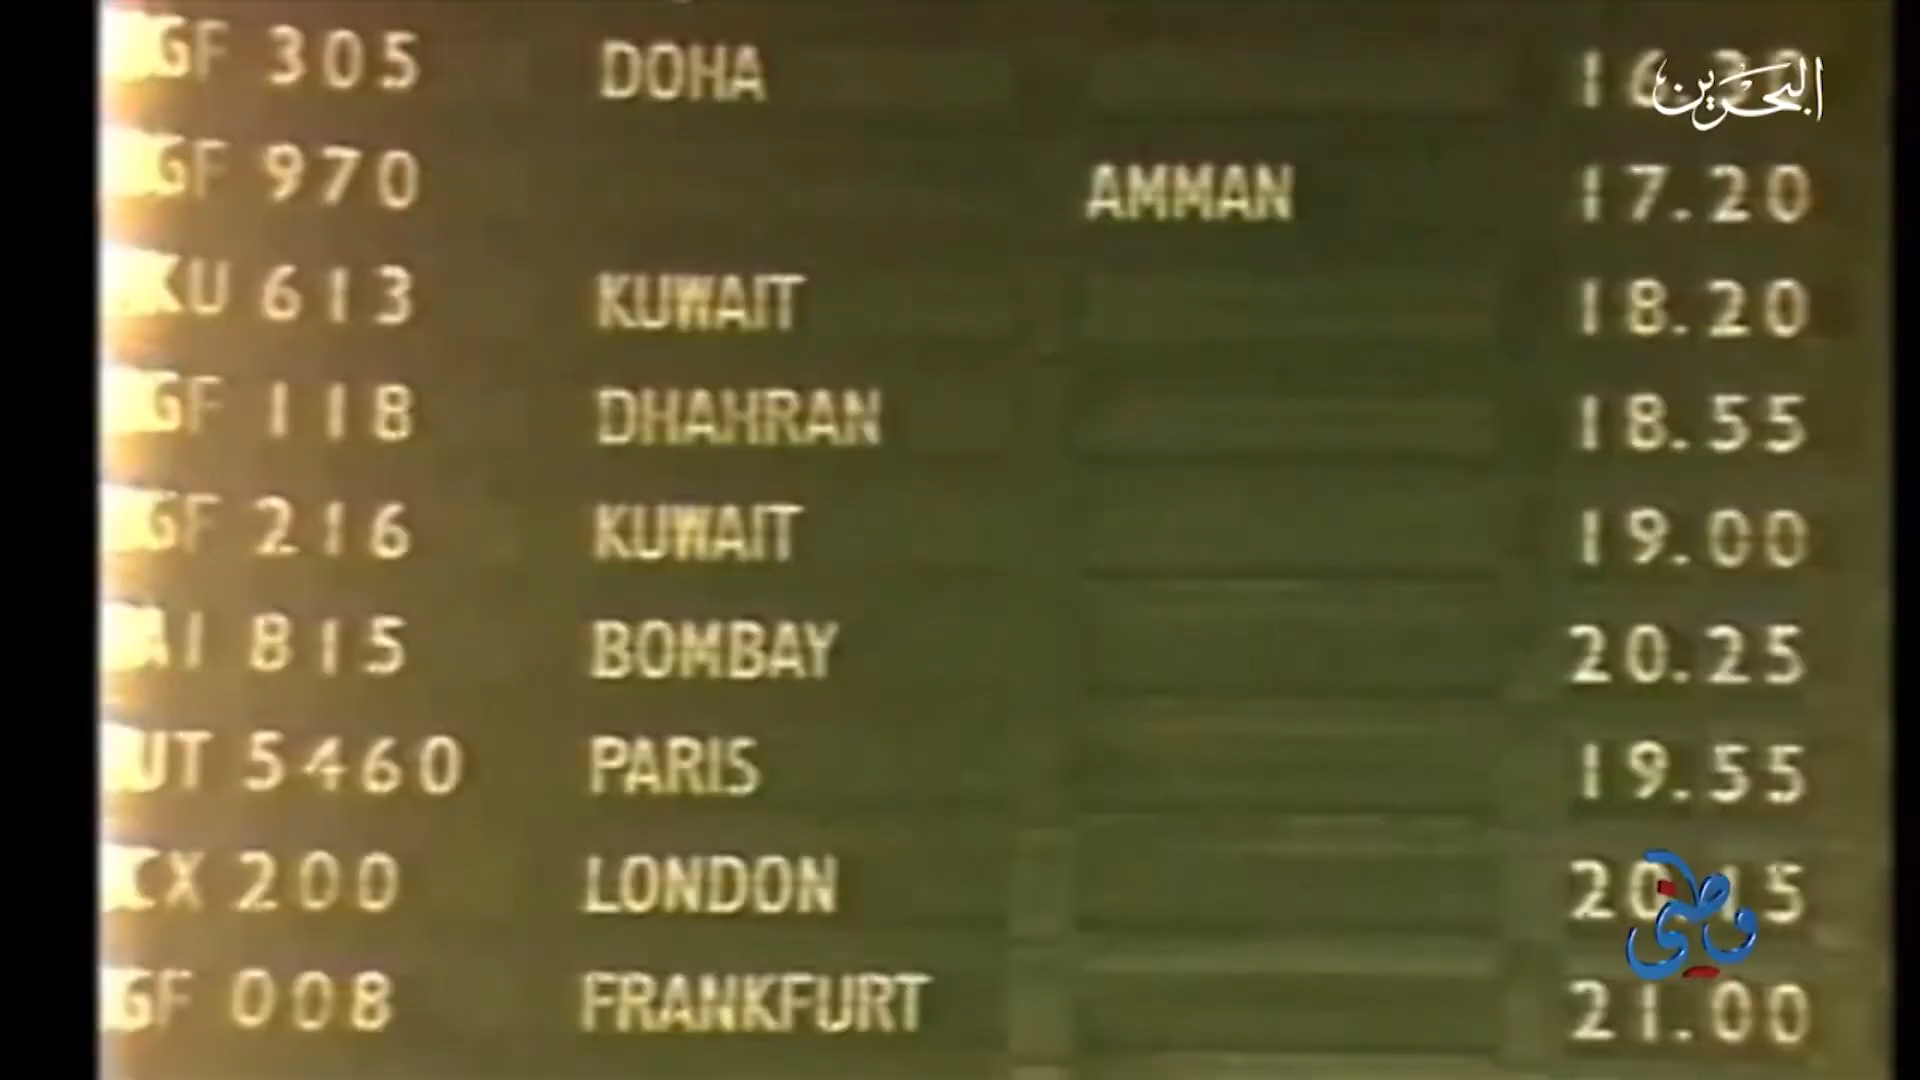 GF 305 DOHA
البحرين
GF 970 AMMAN 17.20
KU 613 KUWAIT 18.20
GF 118 DHAHRAN 18.55
GF 216 KUWAIT 19.00
AI 815 BOMBAY 20.25
UT 5460 PARIS 19.55
CX 200 LONDON
وطني
GF 008 FRANKFURT 21.00